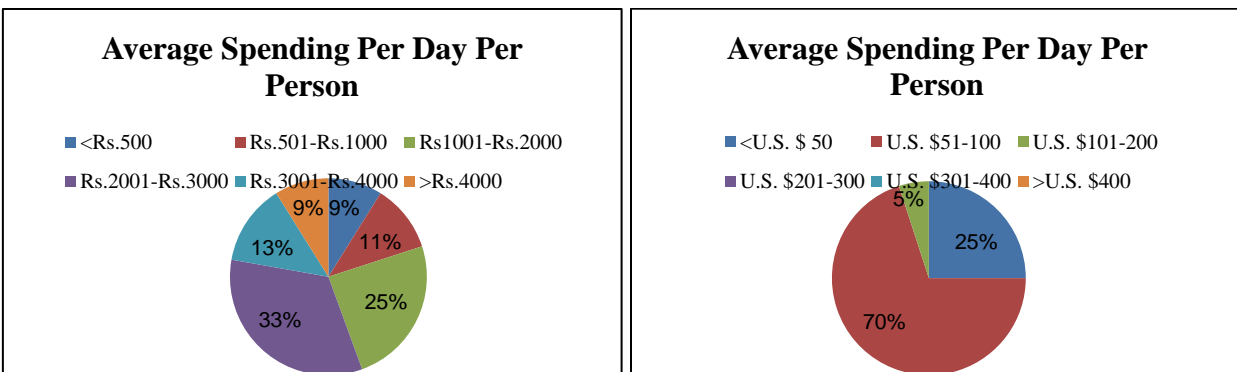 Average Spending Per Day Per
Person
<Rs.500 Rs.501-Rs.1000 Rs1001-Rs.2000
Rs.2001-Rs.3000 Rs.3001-Rs.4000 >Rs.4000
9% 9%
13% 11%
25%
33%
Average Spending Per Day Per
Person
<U.S. $ 50 U.S. $51-100 U.S. $101-200
U.S. $201-300 U.S. $301-400 >U.S. $400
5%
25%
70%